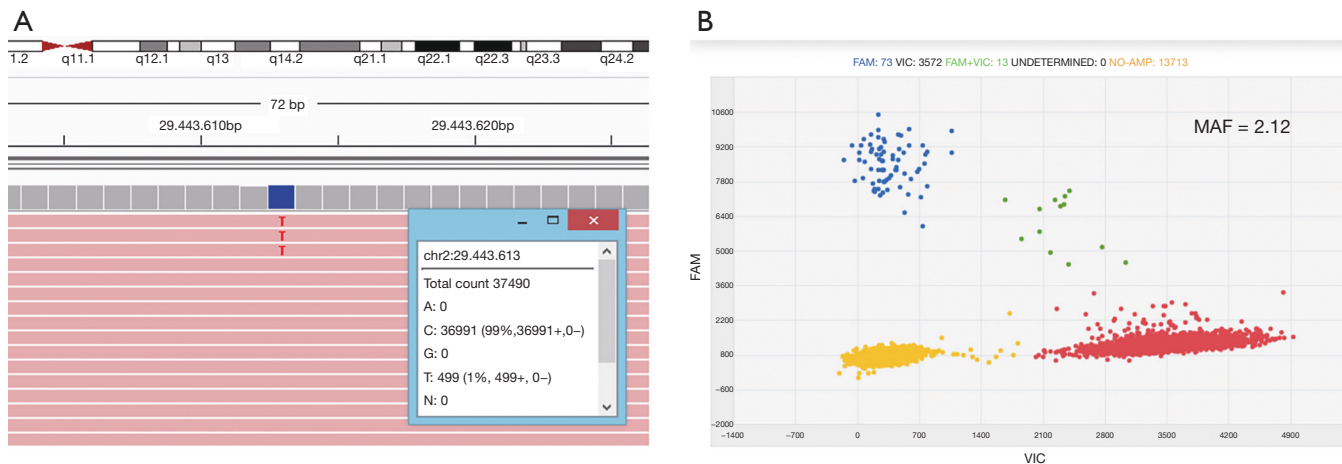 A
1.2 q11.1 q12.1 q13 q14.2 q21.1 q22.1 q22.3 q23.3 q24.2
72 bp
29.443.610bp 29.443.620bp
T
T
T
chr2:29.443.613
Total count 37490
A: 0
C: 36991 (99%,36991+,0–)
G: 0
T: 499 (1%, 499+, 0–)
N: 0
B
FAM: 73 VIC: 3572 FAM+VIC: 13 UNDETERMINED: 0 NO-AMP: 13713
MAF = 2.12
FAM
10600
9200
7800
6400
5000
3600
2200
800
–600
–2000
–1400 –700 0 700 1400 2100 2800 3500 4200 4900
VIC